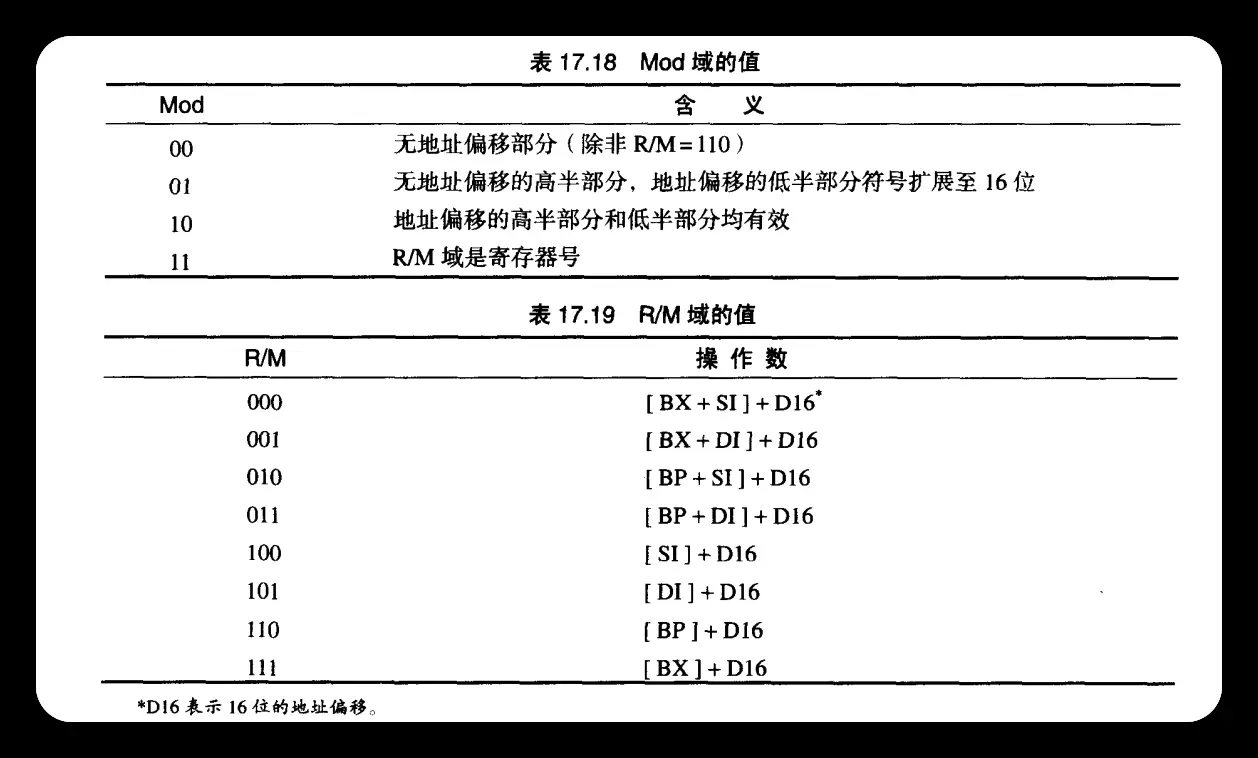 表 17.18 Mod 域的值
Mod 含 义
00 无地址偏移部分（除非 R/M=110）
01 无地址偏移的高半部分，地址偏移的低半部分符号扩展至 16 位
10 地址偏移的高半部分和低半部分均有效
11 R/M 域是寄存器号
表 17.19 R/M 域的值
R/M 操 作 数
000 [ BX + SI ] + D16*
001 [ BX + DI ] + D16
010 [ BP + SI ] + D16
011 [ BP + DI ] + D16
100 [ SI ] + D16
101 [ DI ] + D16
110 [ BP ] + D16
111 [ BX ] + D16
*D16 表示 16 位的地址偏移。